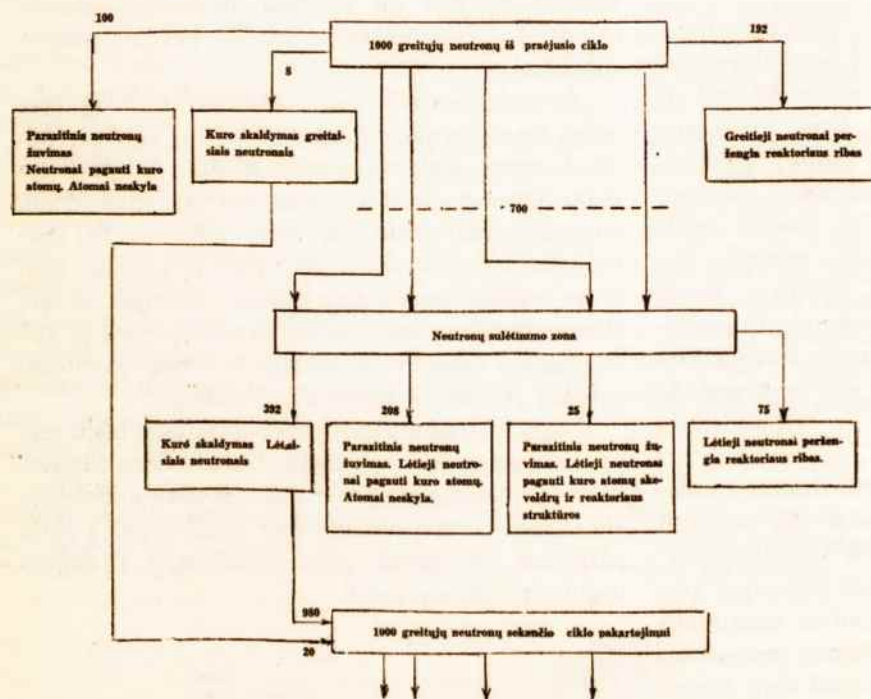 100
1000 greitųjų neutronų iš praėjusio ciklo
192
8
Parazitinis neutronų
žuvimas
Neutronai pagauti kuro
atomų. Atomai neskyla
Kuro skaldymas greitai-
siais neutronais
Greitieji neutronai per-
žengia reaktoriaus ribas
700
Neutronų sulėtinimo zona
392
208
25
75
Kuro skaldymas Lėtai-
siais neutronais
Parazitinis neutronų
žuvimas. Lėtieji neutro-
nai pagauti kuro atomų.
Atomai neskyla.
Parazitinis neutronų žu-
vimas. Lėtieji neutronai
pagauti kuro atomų ske-
veldrų ir reaktoriaus
struktūros
Lėtieji neutronai peržen-
gia reaktoriaus ribas.
980
1000 greitųjų neutronų sekančio ciklo pakartojimui
20